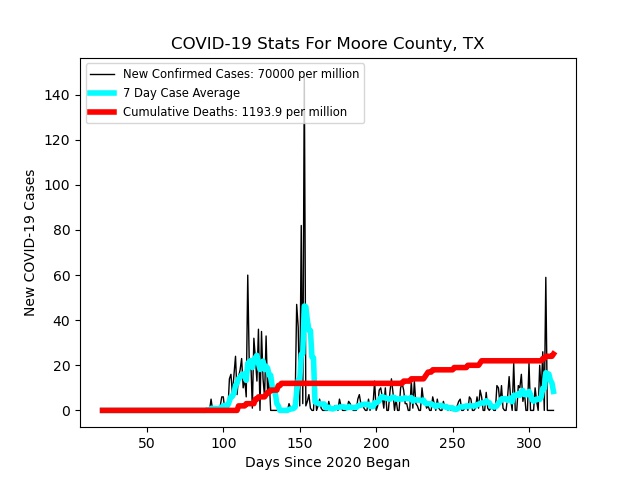 COVID-19 Stats For Moore County, TX
New Confirmed Cases: 70000 per million
7 Day Case Average
Cumulative Deaths: 1193.9 per million
New COVID-19 Cases
140
120
100
80
60
40
20
0
50 100 150 200 250 300
Days Since 2020 Began